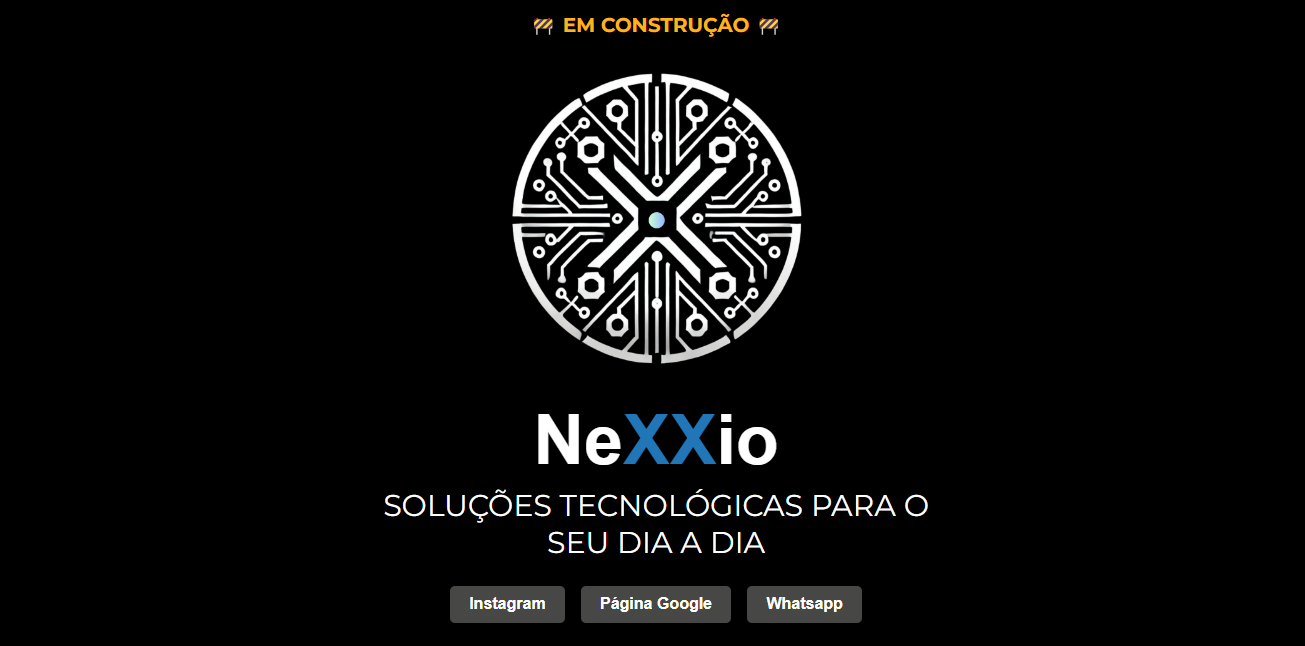 🚧 EM CONSTRUÇÃO 🚧
NeXXio
SOLUÇÕES TECNOLÓGICAS PARA O
SEU DIA A DIA
Instagram
Página Google
Whatsapp